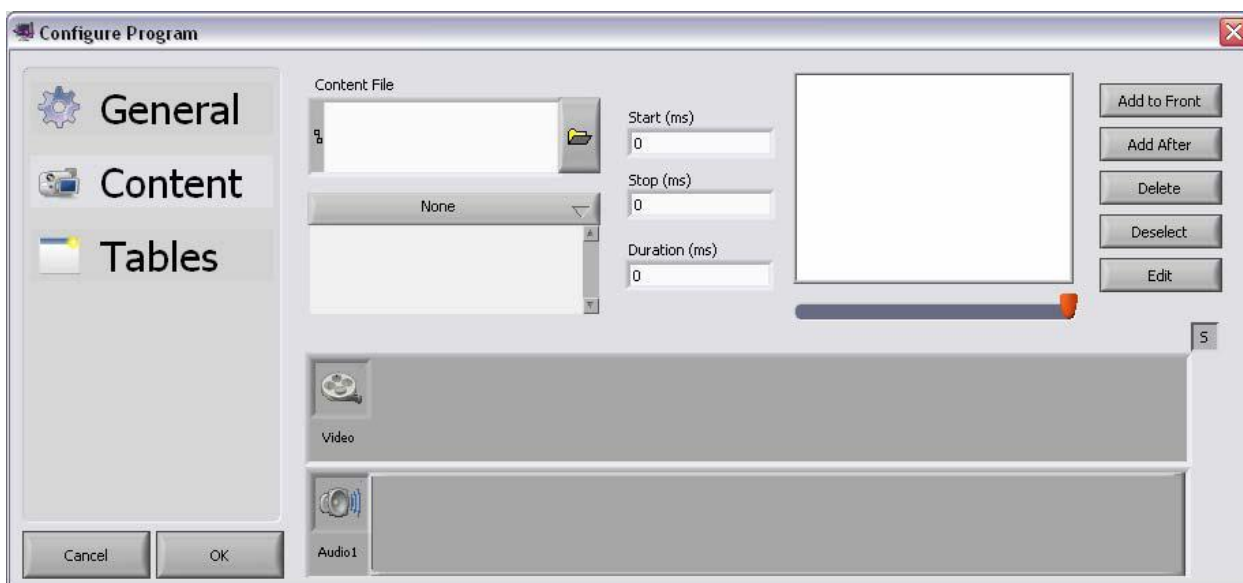 Configure Program
General
Content
Tables
Cancel
OK
Content File
None
Start (ms)
0
Stop (ms)
0
Duration (ms)
0
Add to Front
Add After
Delete
Deselect
Edit
S
Video
Audio1